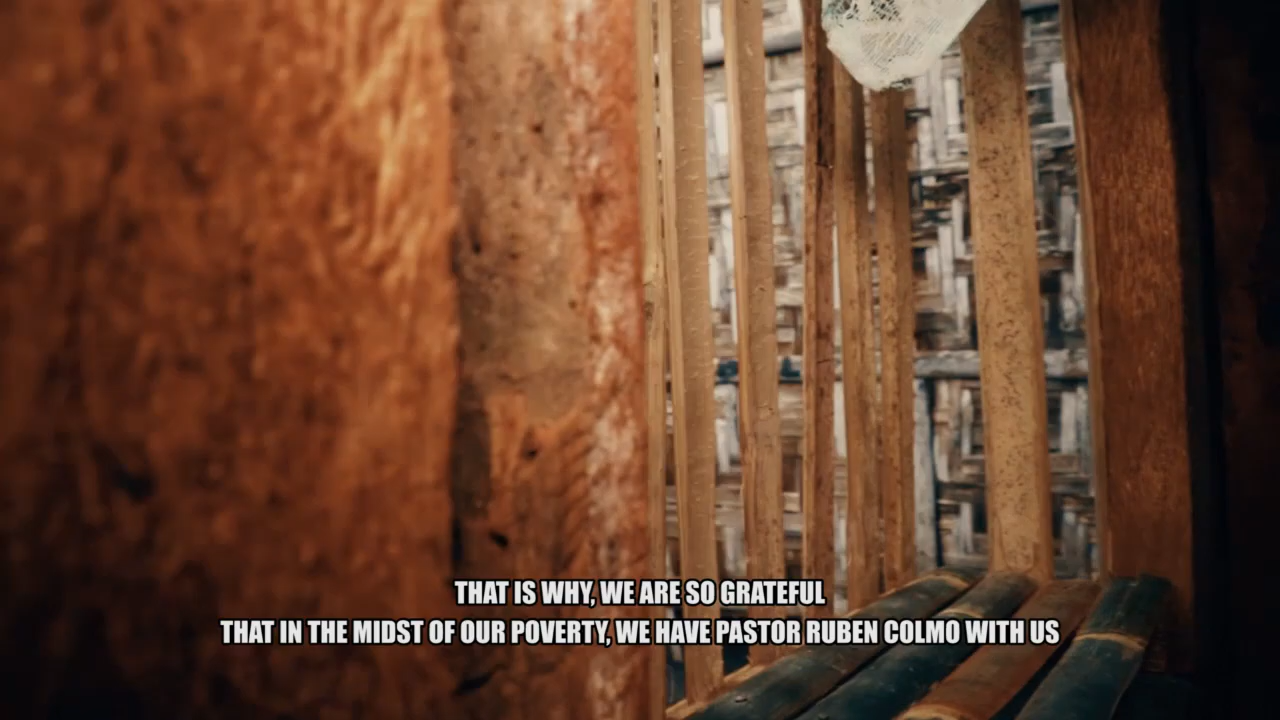 THAT IS WHY, WE ARE SO GRATEFUL
THAT IN THE MIDST OF OUR POVERTY, WE HAVE PASTOR RUBEN COLMO WITH US